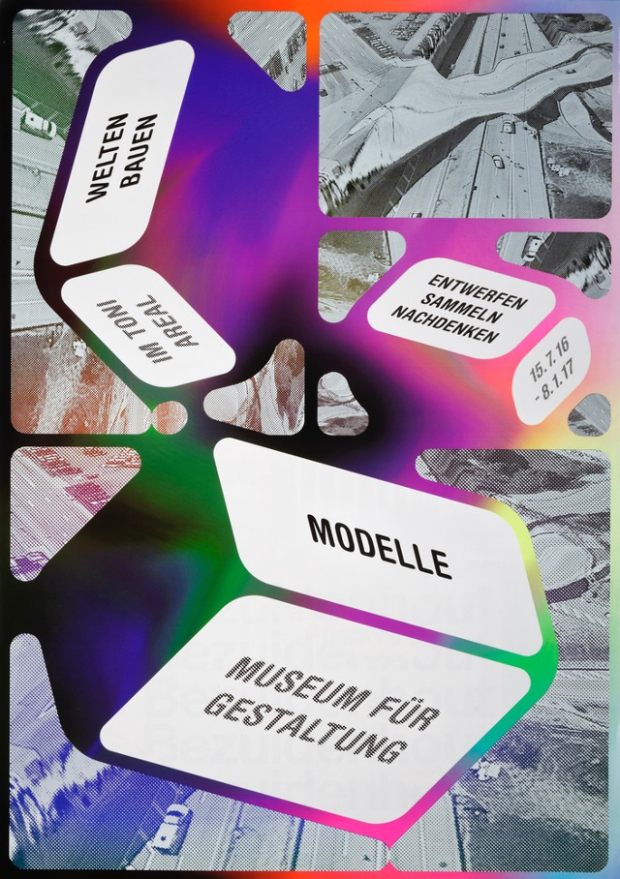 WELTEN
BAUEN
IM TONI
AREAL
ENTWERFEN
SAMMELN
NACHDENKEN
15.7.16
- 8.1.17
MODELLE
MUSEUM FÜR
GESTALTUNG